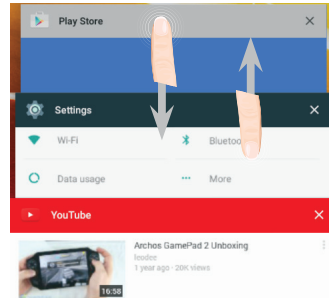 Play Store
Settings
Wi-Fi
Data usage
More
YouTube
Archos GamePad 2 Unboxing
leudee
1 year ago · 20K views
16:58